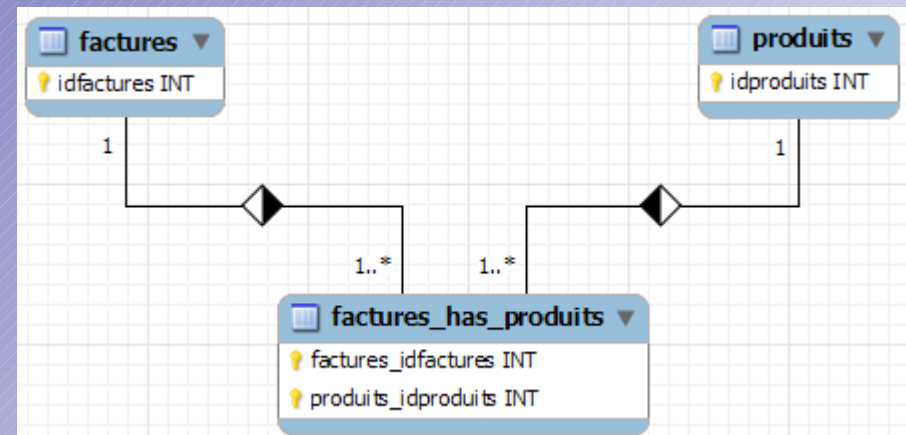 factures
idfactures INT
produits
idproduits INT
1
1
1..*
1..*
factures_has_produits
factures_idfactures INT
produits_idproduits INT